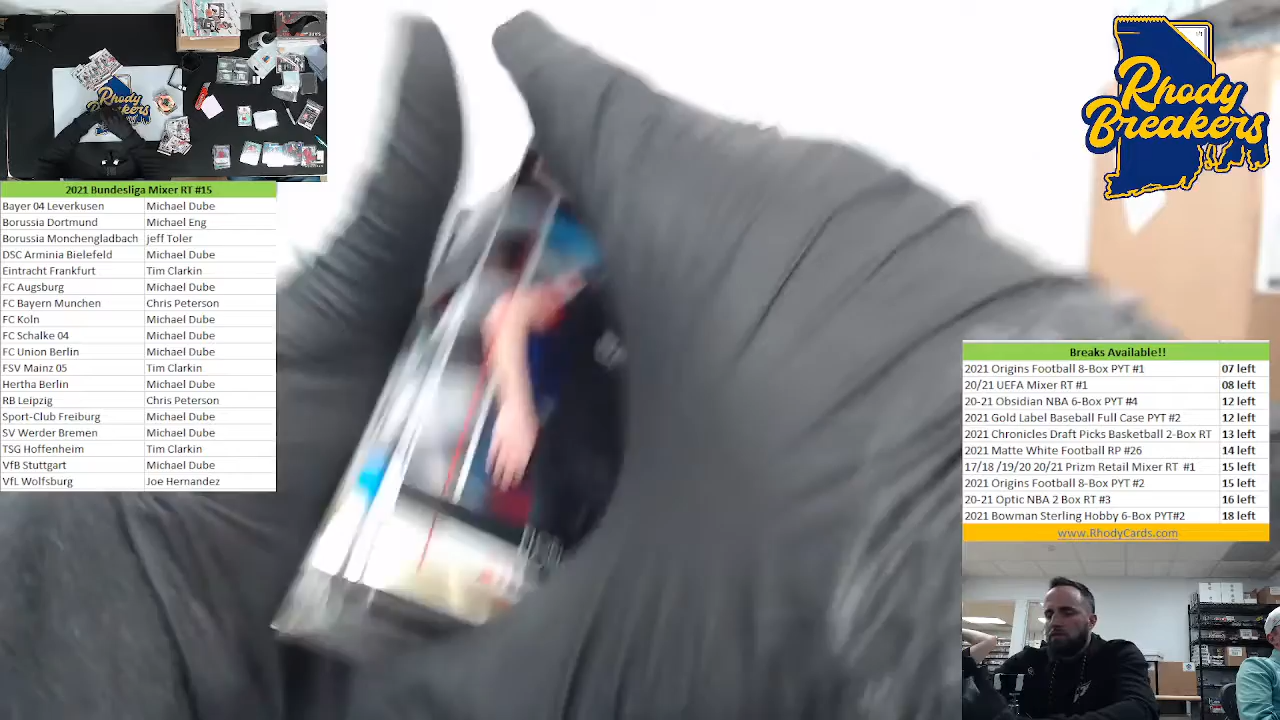 Rhody
Breakers
Rhody
Breakers
2021 Bundesliga Mixer RT #15
Bayer 04 Leverkusen Michael Dube
Borussia Dortmund Michael Eng
Borussia Monchengladbach jeff Toler
DSC Arminia Bielefeld Michael Dube
Eintracht Frankfurt Tim Clarkin
FC Augsburg Michael Dube
FC Bayern Munchen Chris Peterson
FC Koln Michael Dube
FC Schalke 04 Michael Dube
FC Union Berlin Michael Dube
FSV Mainz 05 Tim Clarkin
Hertha Berlin Michael Dube
RB Leipzig Chris Peterson
Sport-Club Freiburg Michael Dube
SV Werder Bremen Michael Dube
TSG Hoffenheim Tim Clarkin
VfB Stuttgart Michael Dube
VfL Wolfsburg Joe Hernandez
Breaks Available!!
2021 Origins Football 8-Box PYT #1 07 left
20/21 UEFA Mixer RT #1 08 left
20-21 Obsidian NBA 6-Box PYT #4 12 left
2021 Gold Label Baseball Full Case PYT #2 12 left
2021 Chronicles Draft Picks Basketball 2-Box RT 13 left
2021 Matte White Football RP #26 14 left
17/18 /19/20 20/21 Prizm Retail Mixer RT #1 15 left
2021 Origins Football 8-Box PYT #2 15 left
20-21 Optic NBA 2 Box RT #3 16 left
2021 Bowman Sterling Hobby 6-Box PYT#2 18 left
www.RhodyCards.com